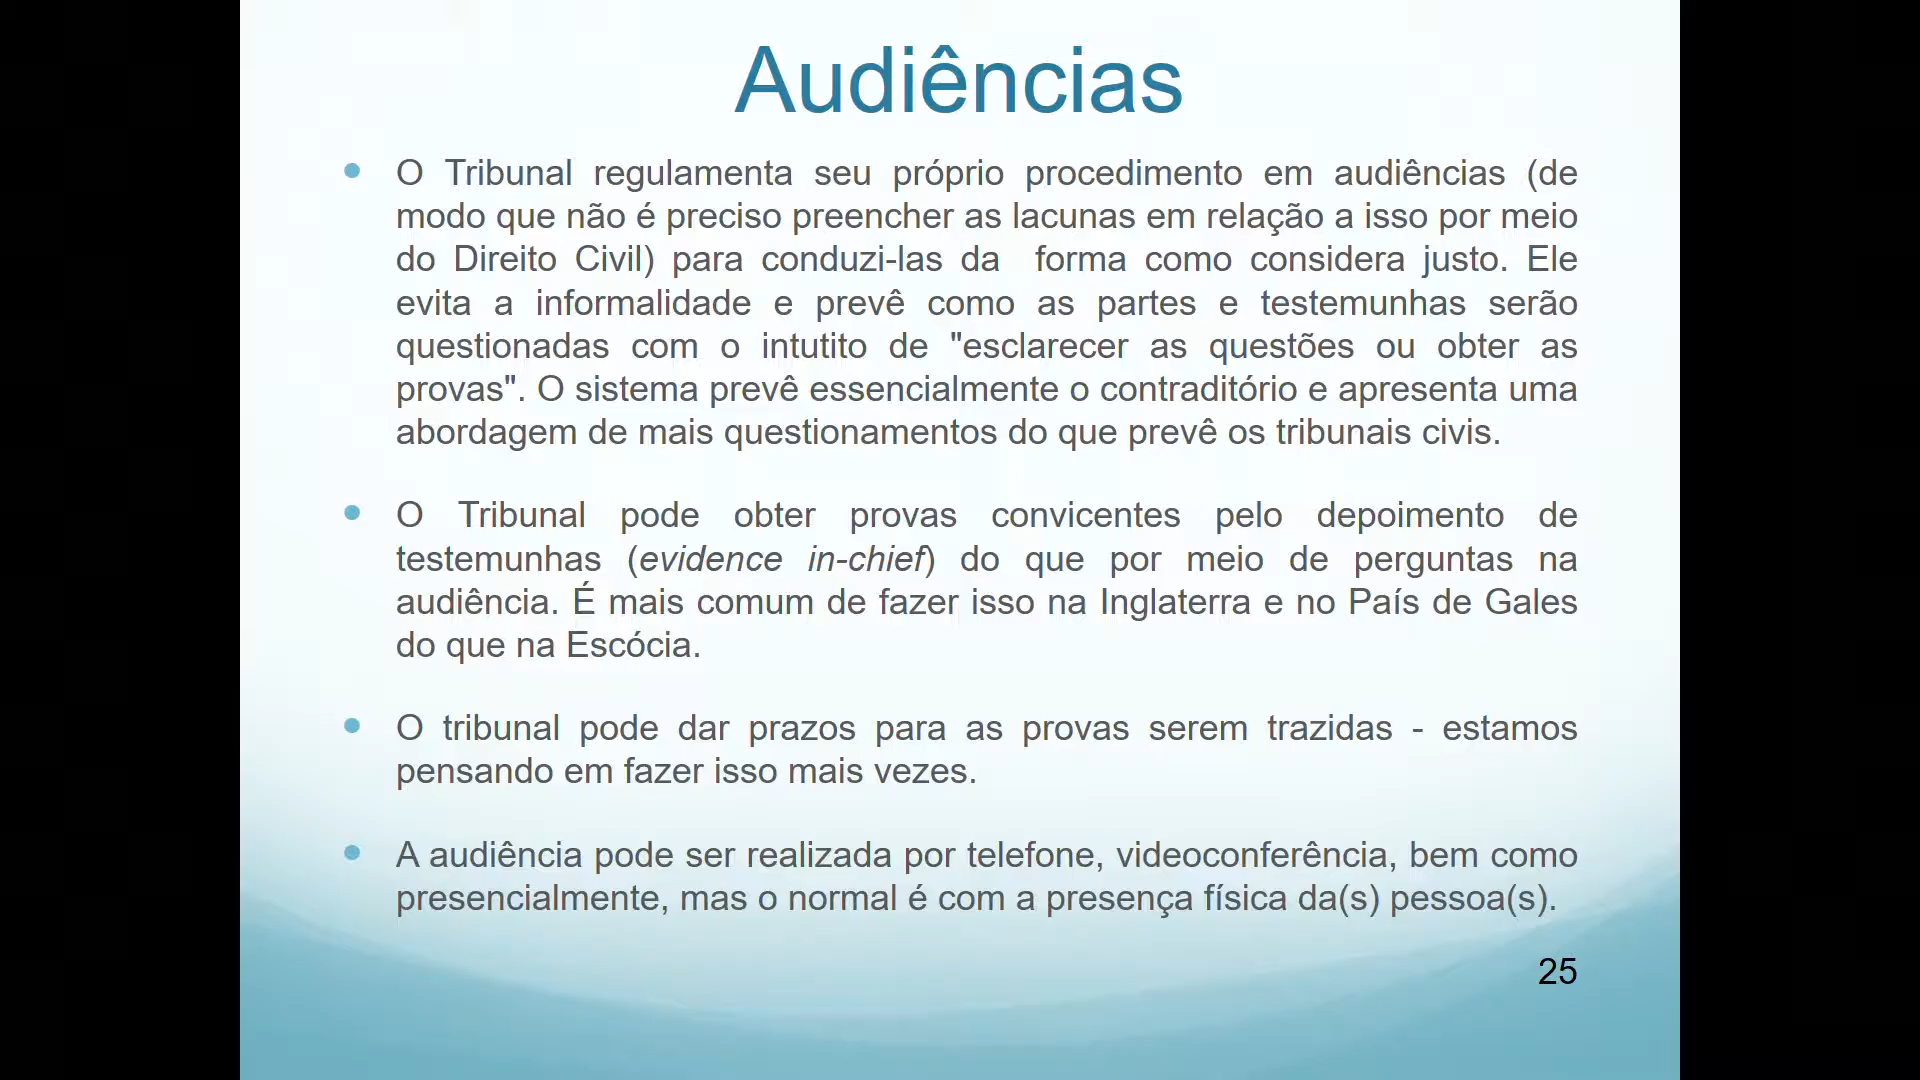 Audiências
O Tribunal regulamenta seu próprio procedimento em audiências (de
modo que não é preciso preencher as lacunas em relação a isso por meio
do Direito Civil) para conduzi-las da forma como considera justo. Ele
evita a informalidade e prevê como as partes e testemunhas serão
questionadas com o intutito de "esclarecer as questões ou obter as
provas". O sistema prevê essencialmente o contraditório e apresenta uma
abordagem de mais questionamentos do que prevê os tribunais civis.
O Tribunal pode obter provas convicentes pelo depoimento de
testemunhas (evidence in-chief) do que por meio de perguntas na
audiência. É mais comum de fazer isso na Inglaterra e no País de Gales
do que na Escócia.
O tribunal pode dar prazos para as provas serem trazidas - estamos
pensando em fazer isso mais vezes.
A audiência pode ser realizada por telefone, videoconferência, bem como
presencialmente, mas o normal é com a presença física da(s) pessoa(s).
25